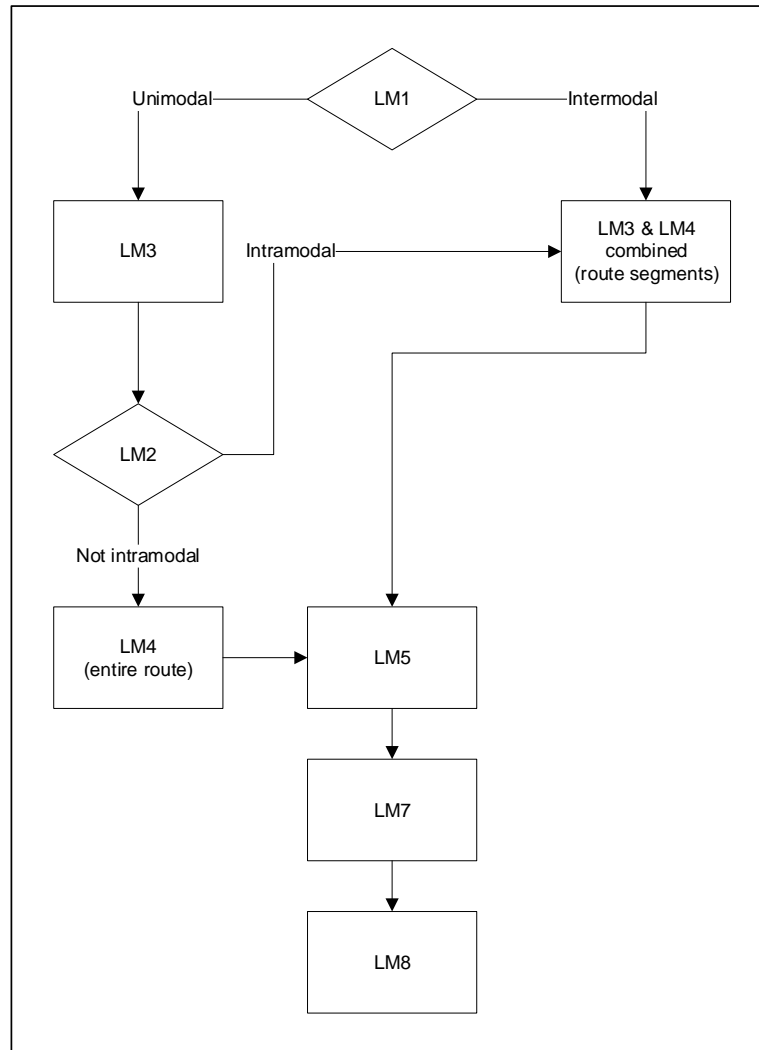 Unimodal
LM1
Intermodal
LM3
Intramodal
LM3 & LM4
combined
(route segments)
LM2
Not intramodal
LM4
(entire route)
LM5
LM7
LM8